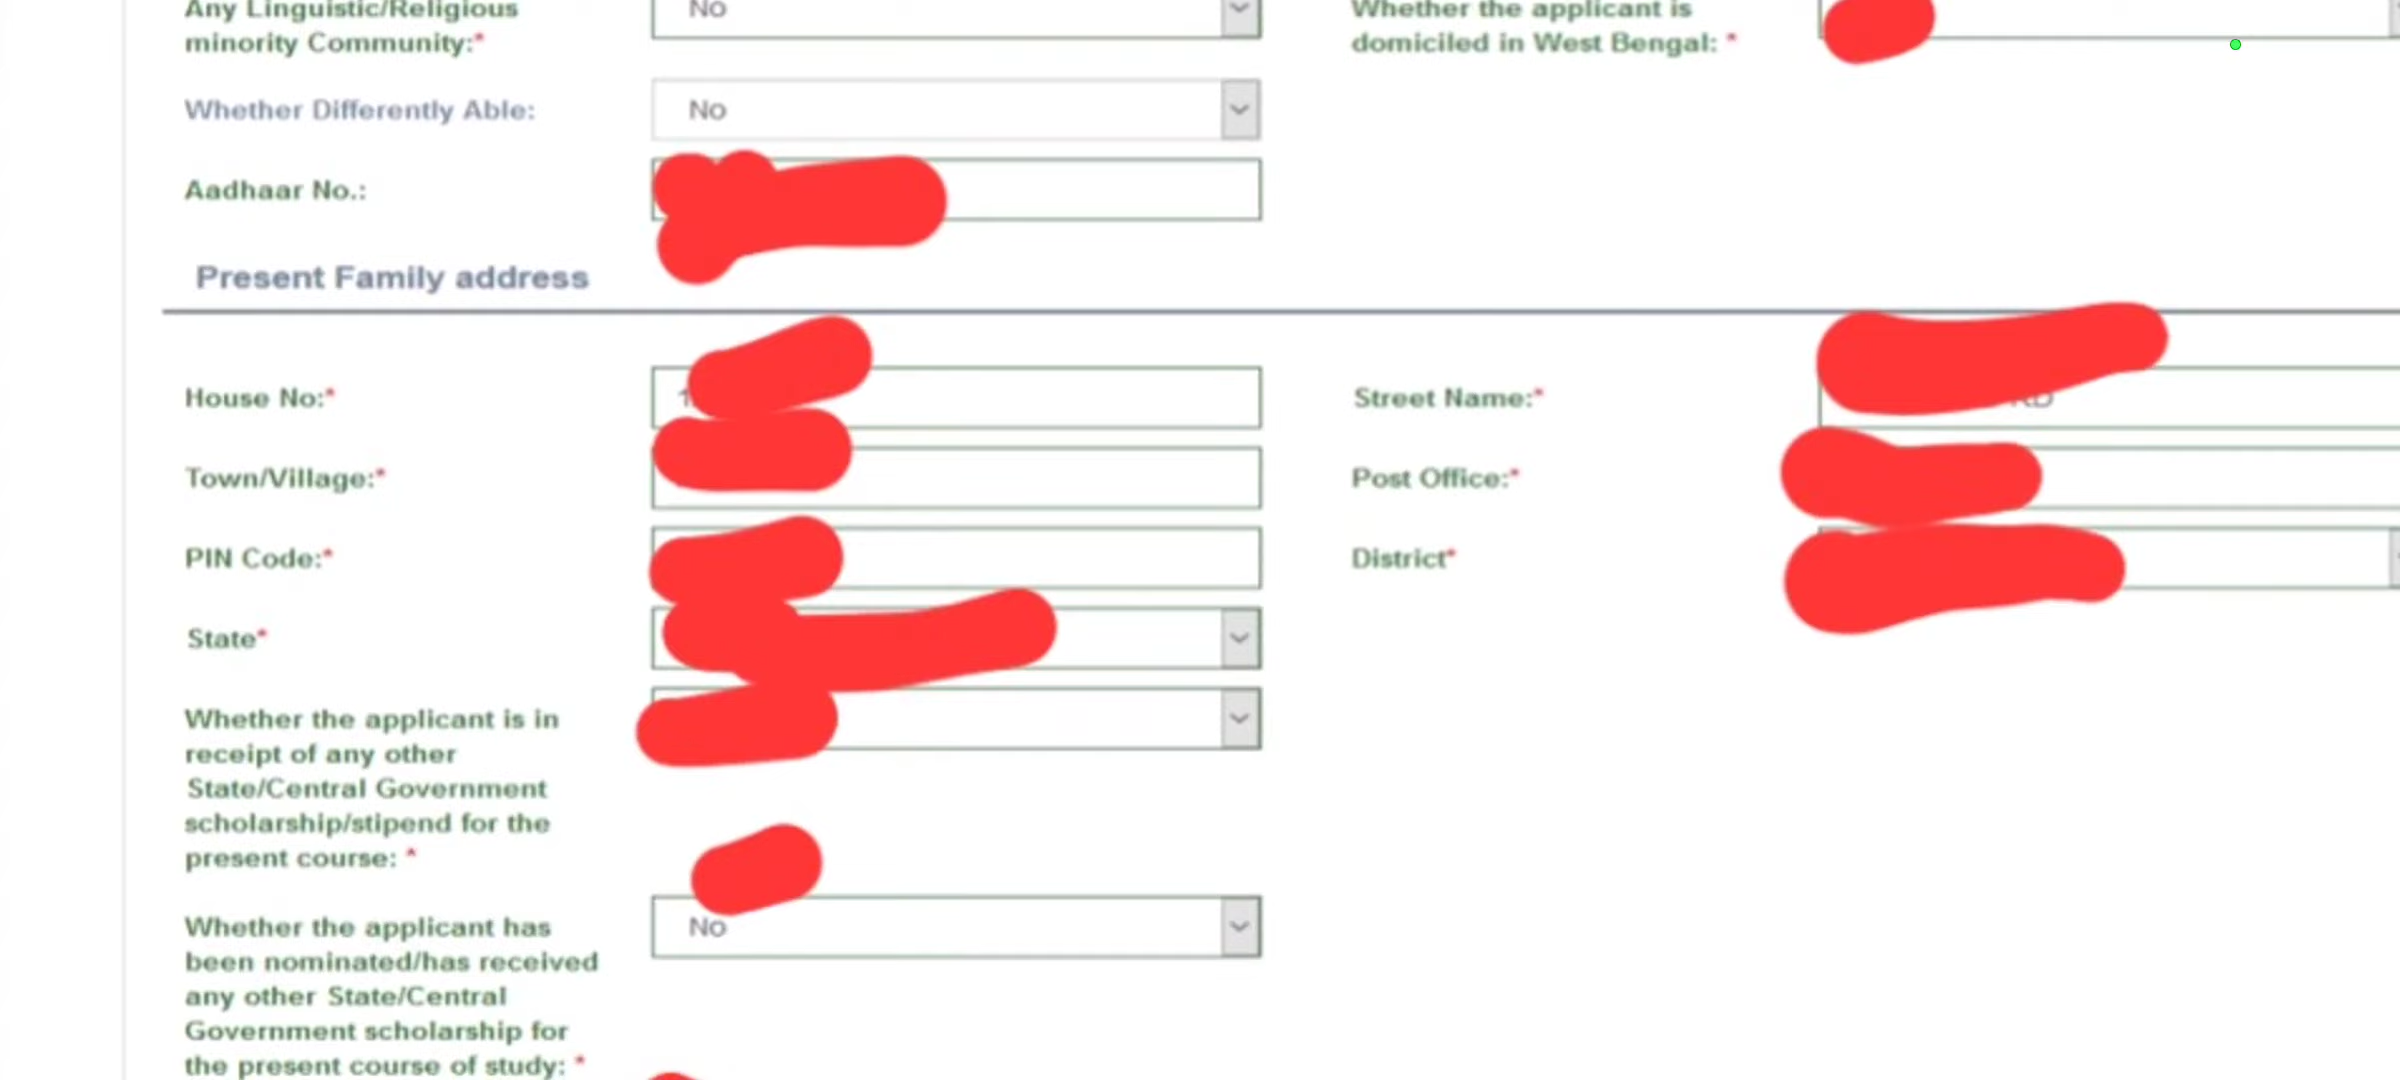 Any Linguistic/Religious
minority Community:*
No
Whether the applicant is
domiciled in West Bengal: *
Whether Differently Able:
No
Aadhaar No.:
Present Family address
House No:*
Street Name:*
Town/Village:*
Post Office:*
PIN Code:*
District*
State*
Whether the applicant is in
receipt of any other
State/Central Government
scholarship/stipend for the
present course: *
Whether the applicant has
been nominated/has received
any other State/Central
Government scholarship for
the present course of study: *
No